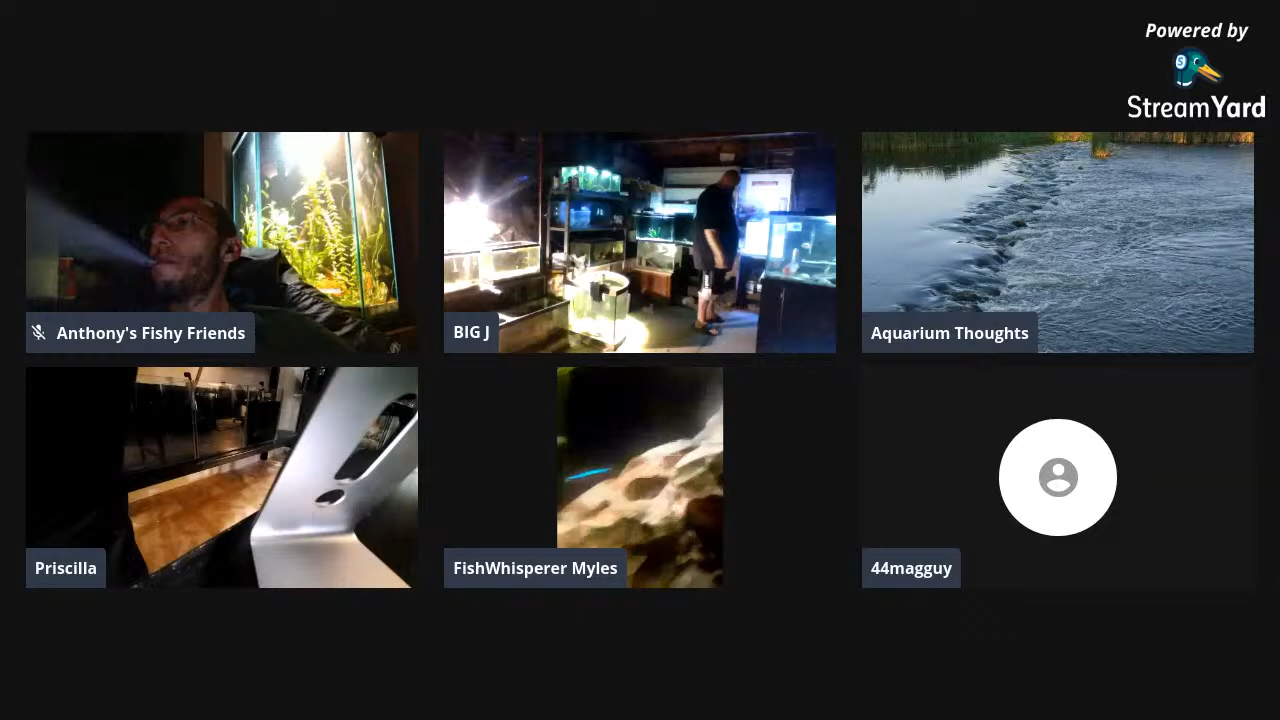 Powered by
S
StreamYard
Anthony's Fishy Friends
BIG J
Aquarium Thoughts
Priscilla
FishWhisperer Myles
44magguy